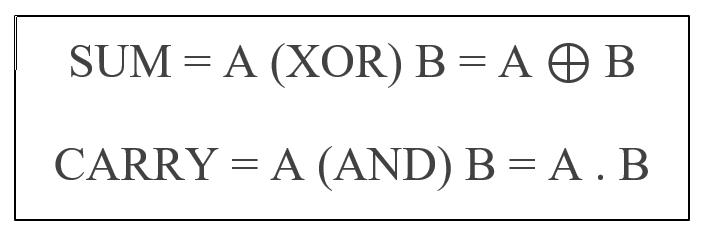 SUM = A (XOR) B = A ⊕ B
CARRY = A (AND) B = A . B